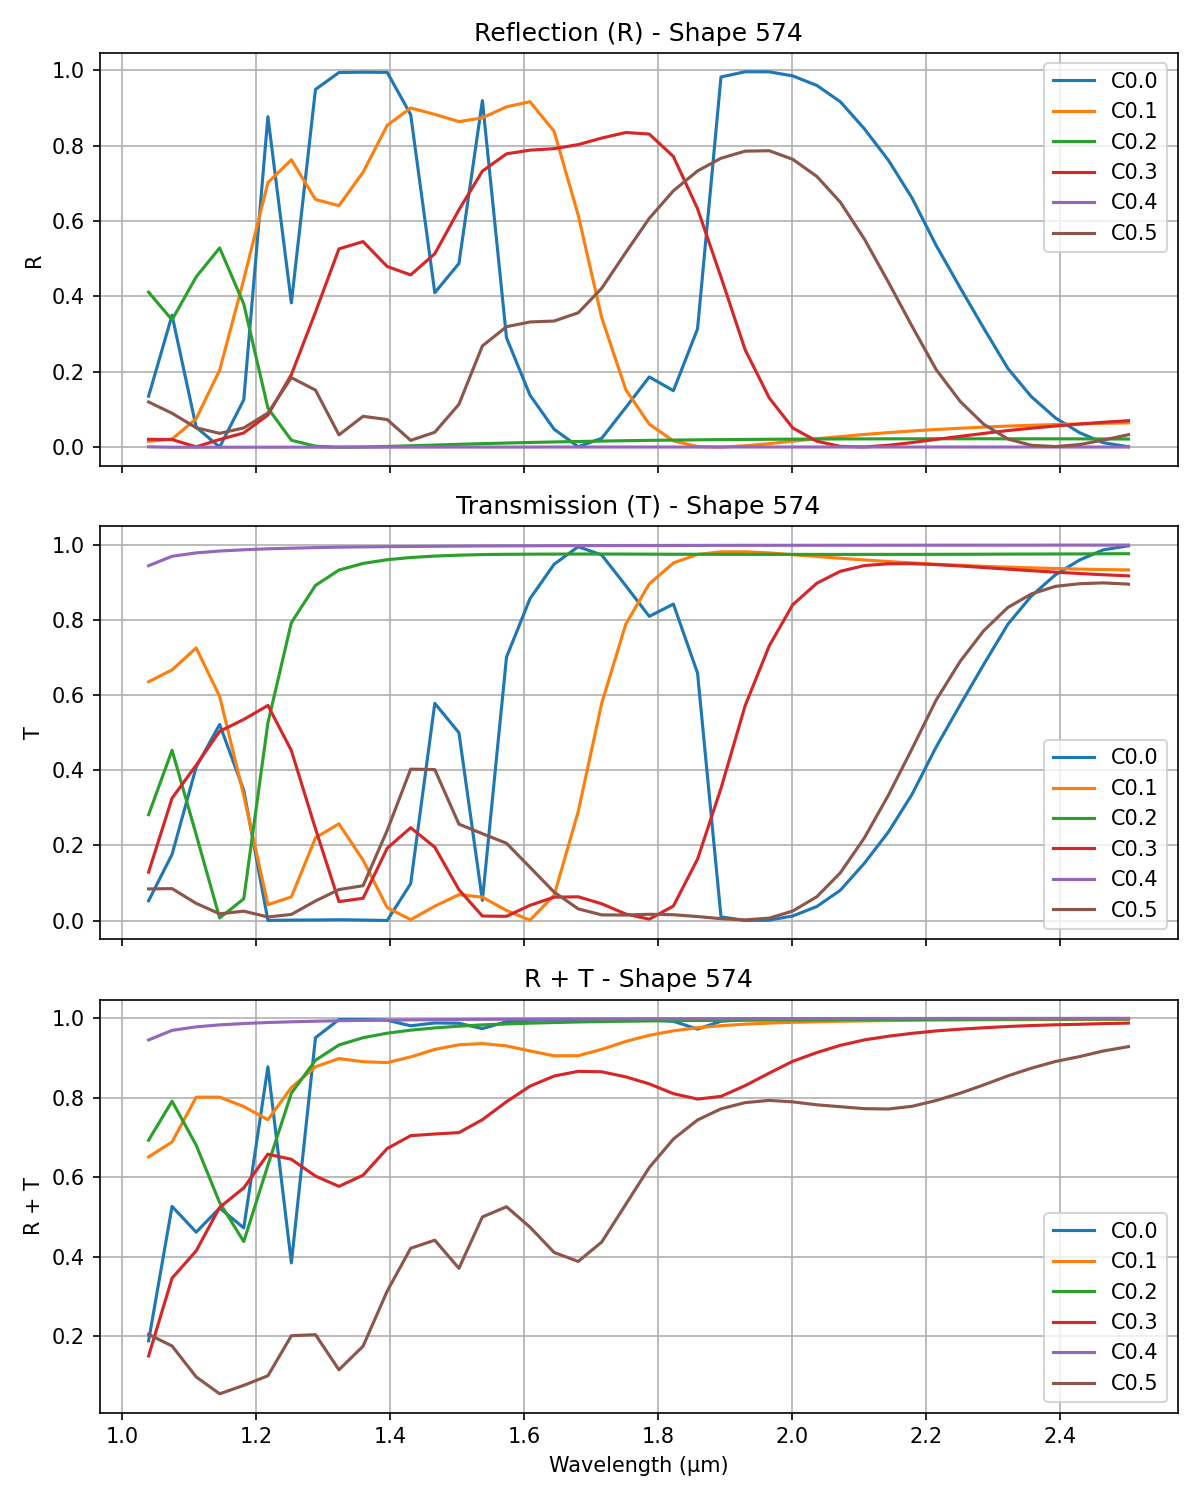 Reflection (R) - Shape 574
1.0
0.8
0.6
0.4
0.2
0.0
R
C0.0
C0.1
C0.2
C0.3
C0.4
C0.5
Transmission (T) - Shape 574
1.0
0.8
0.6
0.4
0.2
0.0
T
C0.0
C0.1
C0.2
C0.3
C0.4
C0.5
R + T - Shape 574
1.0
0.8
0.6
0.4
0.2
R + T
C0.0
C0.1
C0.2
C0.3
C0.4
C0.5
1.0 1.2 1.4 1.6 1.8 2.0 2.2 2.4
Wavelength (µm)